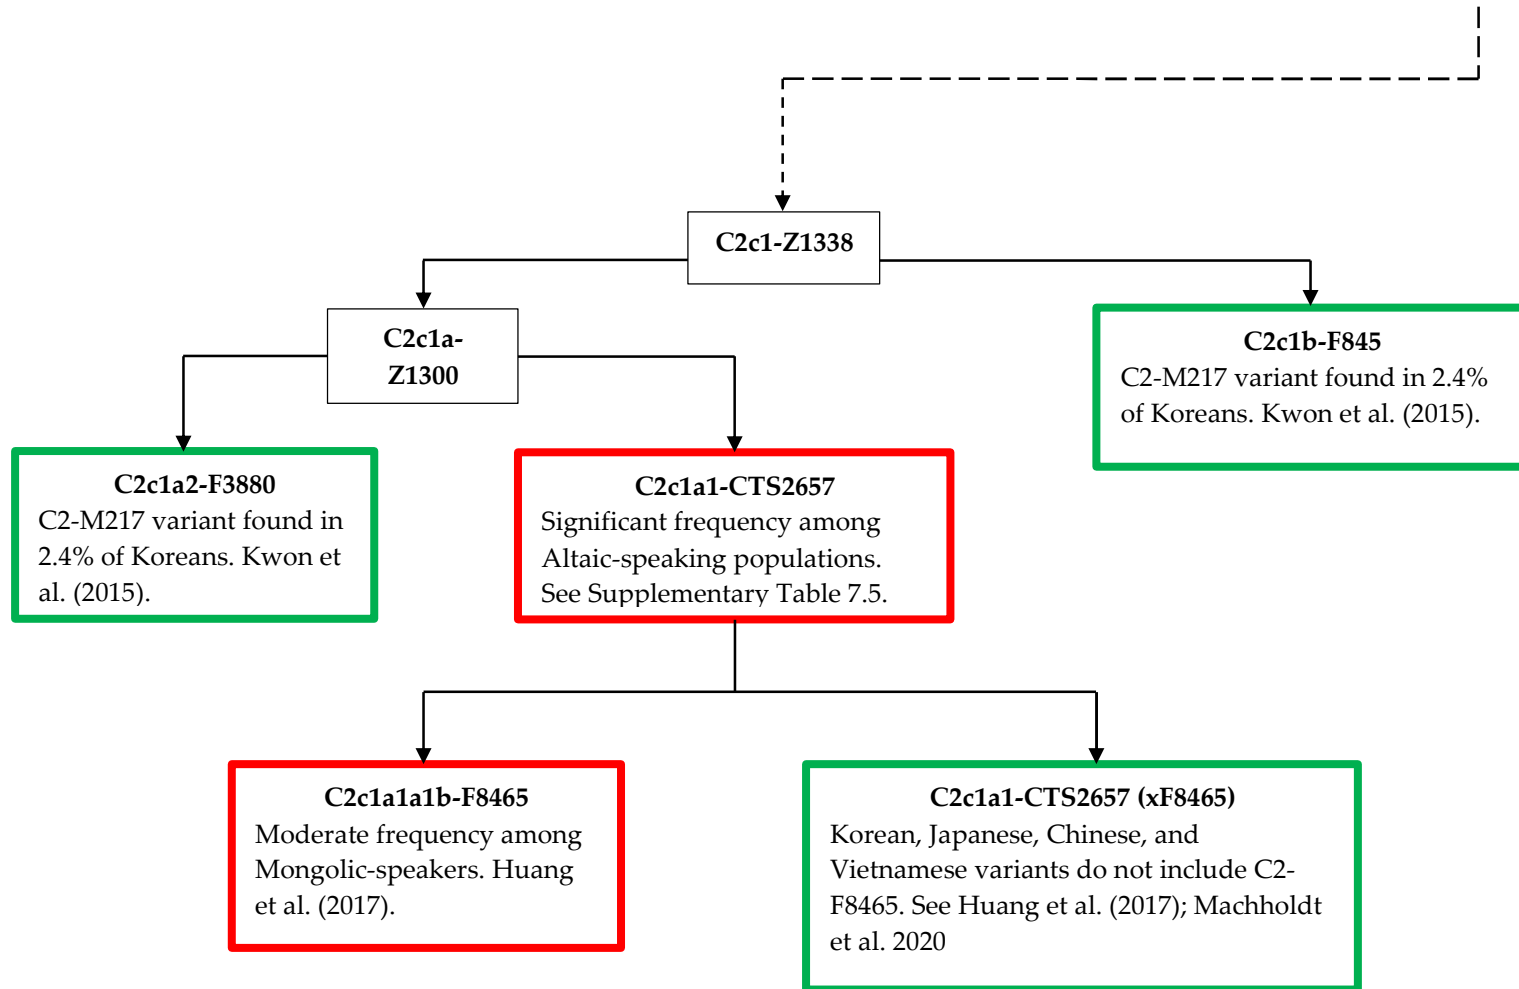 C2c1-Z1338
C2c1a-
Z1300
C2c1b-F845
C2-M217 variant found in 2.4%
of Koreans. Kwon et al. (2015).
C2c1a2-F3880
C2-M217 variant found in
2.4% of Koreans. Kwon et
al. (2015).
C2c1a1-CTS2657
Significant frequency among
Altaic-speaking populations.
See Supplementary Table 7.5.
C2c1a1a1b-F8465
Moderate frequency among
Mongolic-speakers. Huang
et al. (2017).
C2c1a1-CTS2657 (xF8465)
Korean, Japanese, Chinese, and
Vietnamese variants do not include C2-
F8465. See Huang et al. (2017); Machholdt
et al. 2020